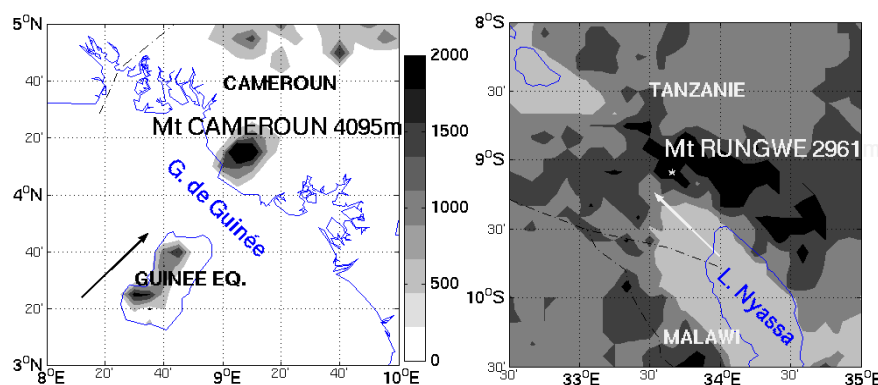 5°N
40'
20'
4°N
40'
20'
3°N
8°E
20'
40'
9°E
20'
40'
10°E
CAMEROUN
Mt CAMEROUN 4095m
G. de Guinée
GUINEE EQ.
2000
1500
1000
500
0
8°S
30'
9°S
30'
10°S
30'
30'
33°E
30'
34°E
30'
35°E
TANZANIE
Mt RUNGWE 2961m
L. Nyassa
MALAWI